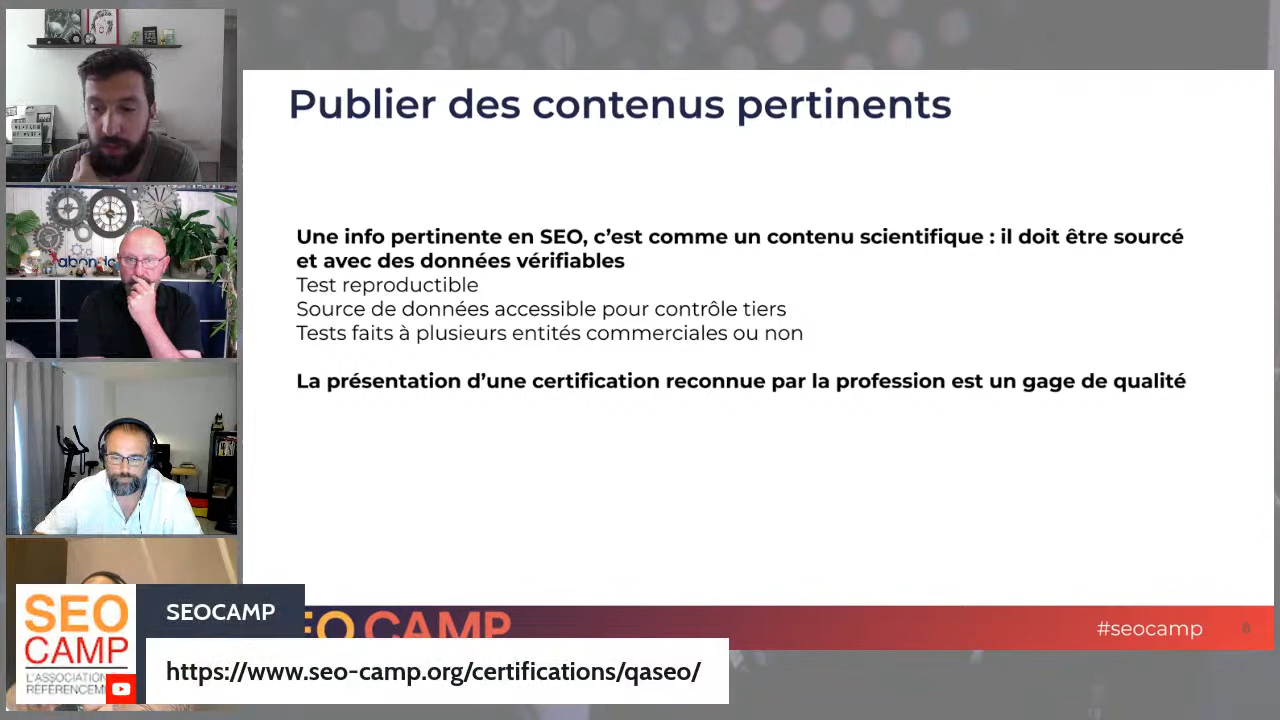 Publier des contenus pertinents
Une info pertinente en SEO, c'est comme un contenu scientifique : il doit être sourcé
et avec des données vérifiables
Test reproductible
Source de données accessible pour contrôle tiers
Tests faits à plusieurs entités commerciales ou non
La présentation d'une certification reconnue par la profession est un gage de qualité
abonda
CAMP
#seocamp
8
SEO
CAMP
L'ASSOCIATION
SEOCAMP
https://www.seo-camp.org/certifications/qaseo/